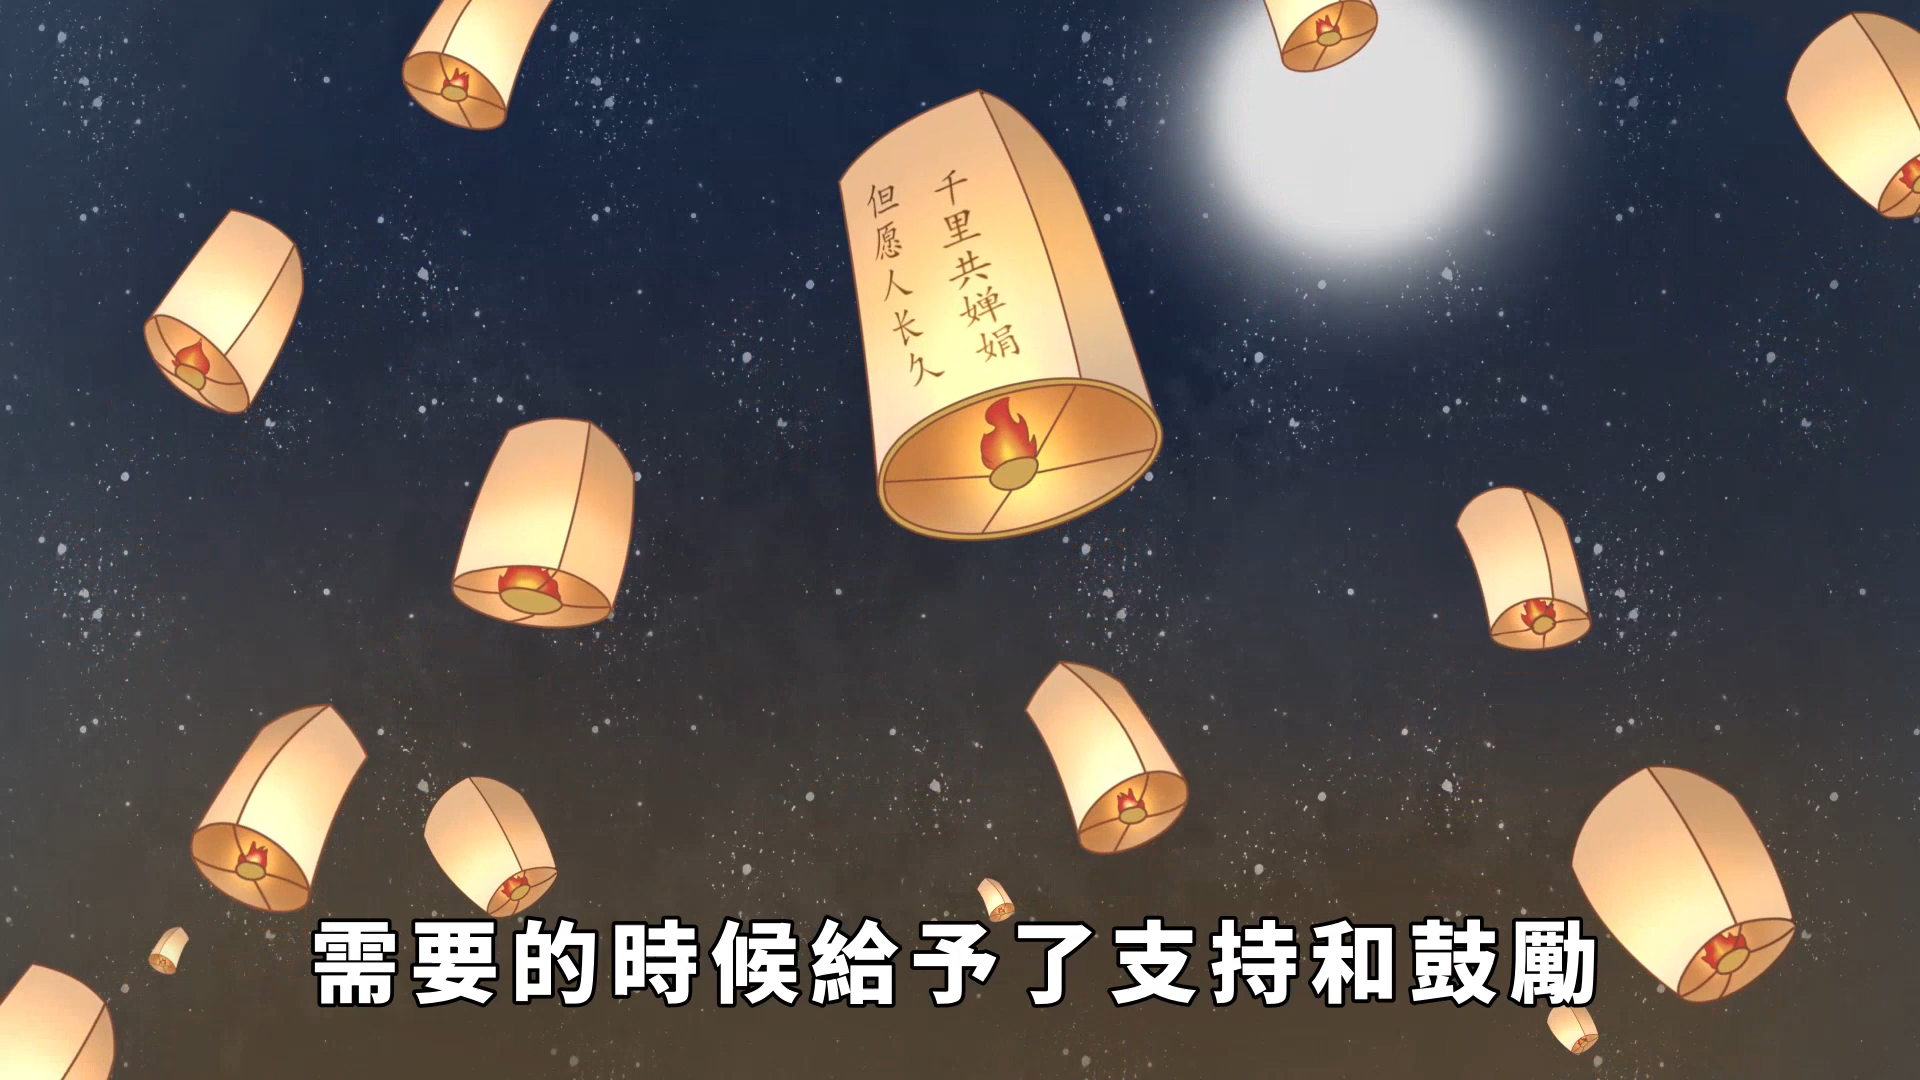 但愿人长久
千里共婵娟
需要的時候給予了支持和鼓勵